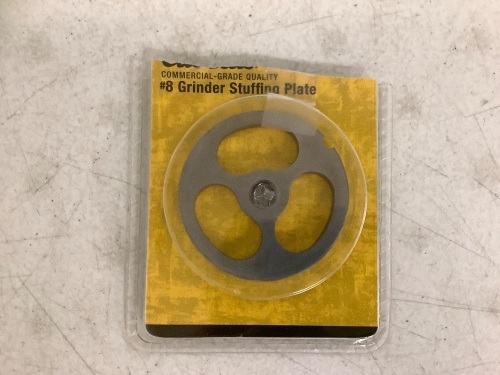 COMMERCIAL-GRADE QUALITY
#8 Grinder Stuffing Plate